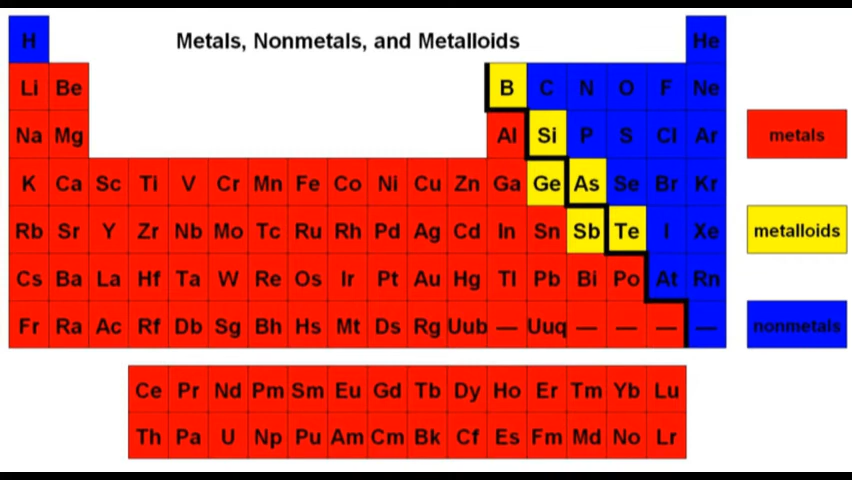 Metals, Nonmetals, and Metalloids
H He
Li Be B C N O F Ne
Na Mg Al Si P S Cl Ar metals
K Ca Sc Ti V Cr Mn Fe Co Ni Cu Zn Ga Ge As Se Br Kr
Rb Sr Y Zr Nb Mo Tc Ru Rh Pd Ag Cd In Sn Sb Te I Xe metalloids
Cs Ba La Hf Ta W Re Os Ir Pt Au Hg Tl Pb Bi Po At Rn
Fr Ra Ac Rf Db Sg Bh Hs Mt Ds Rg Uub — Uuq — — — — nonmetals
Ce Pr Nd Pm Sm Eu Gd Tb Dy Ho Er Tm Yb Lu
Th Pa U Np Pu Am Cm Bk Cf Es Fm Md No Lr